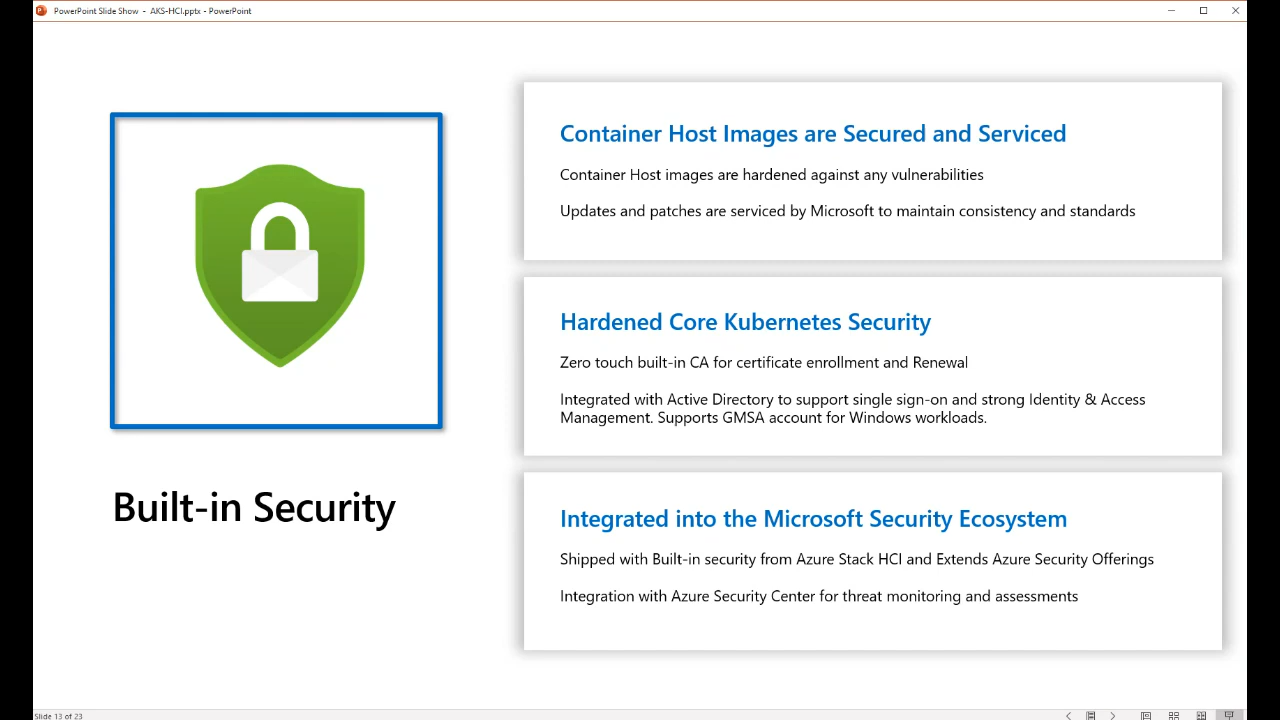 PowerPoint Slide Show - AKS-HCI.pptx - PowerPoint
Container Host Images are Secured and Serviced
Container Host images are hardened against any vulnerabilities
Updates and patches are serviced by Microsoft to maintain consistency and standards
Hardened Core Kubernetes Security
Zero touch built-in CA for certificate enrollment and Renewal
Integrated with Active Directory to support single sign-on and strong Identity & Access
Management. Supports GMSA account for Windows workloads.
Built-in Security
Integrated into the Microsoft Security Ecosystem
Shipped with Built-in security from Azure Stack HCI and Extends Azure Security Offerings
Integration with Azure Security Center for threat monitoring and assessments
Slide 13 of 23